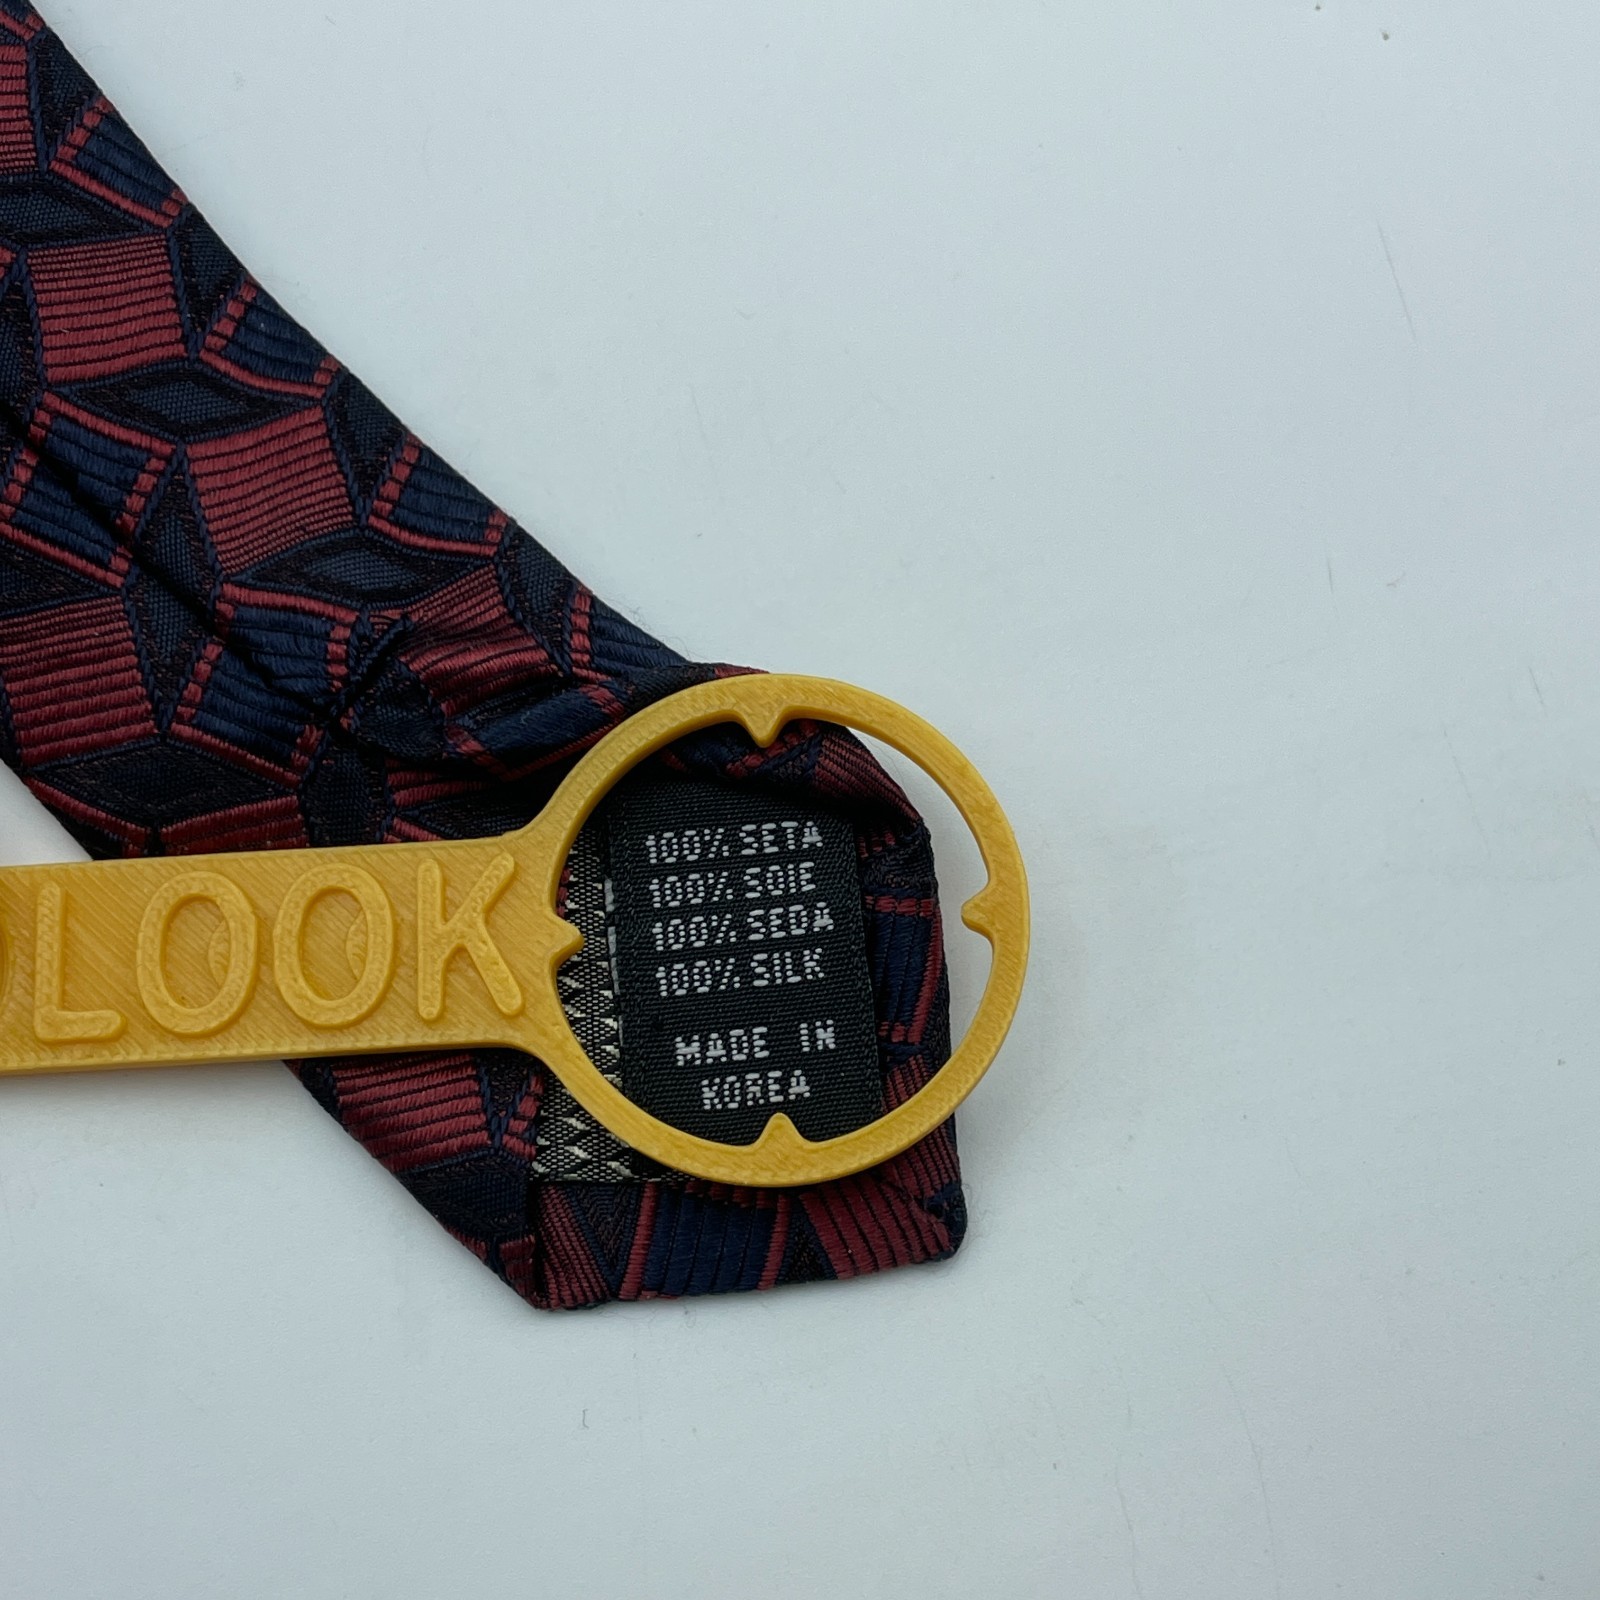 LOOK
100% SETA
100% SOIE
100% SEDA
100% SILK
MADE IN
KOREA